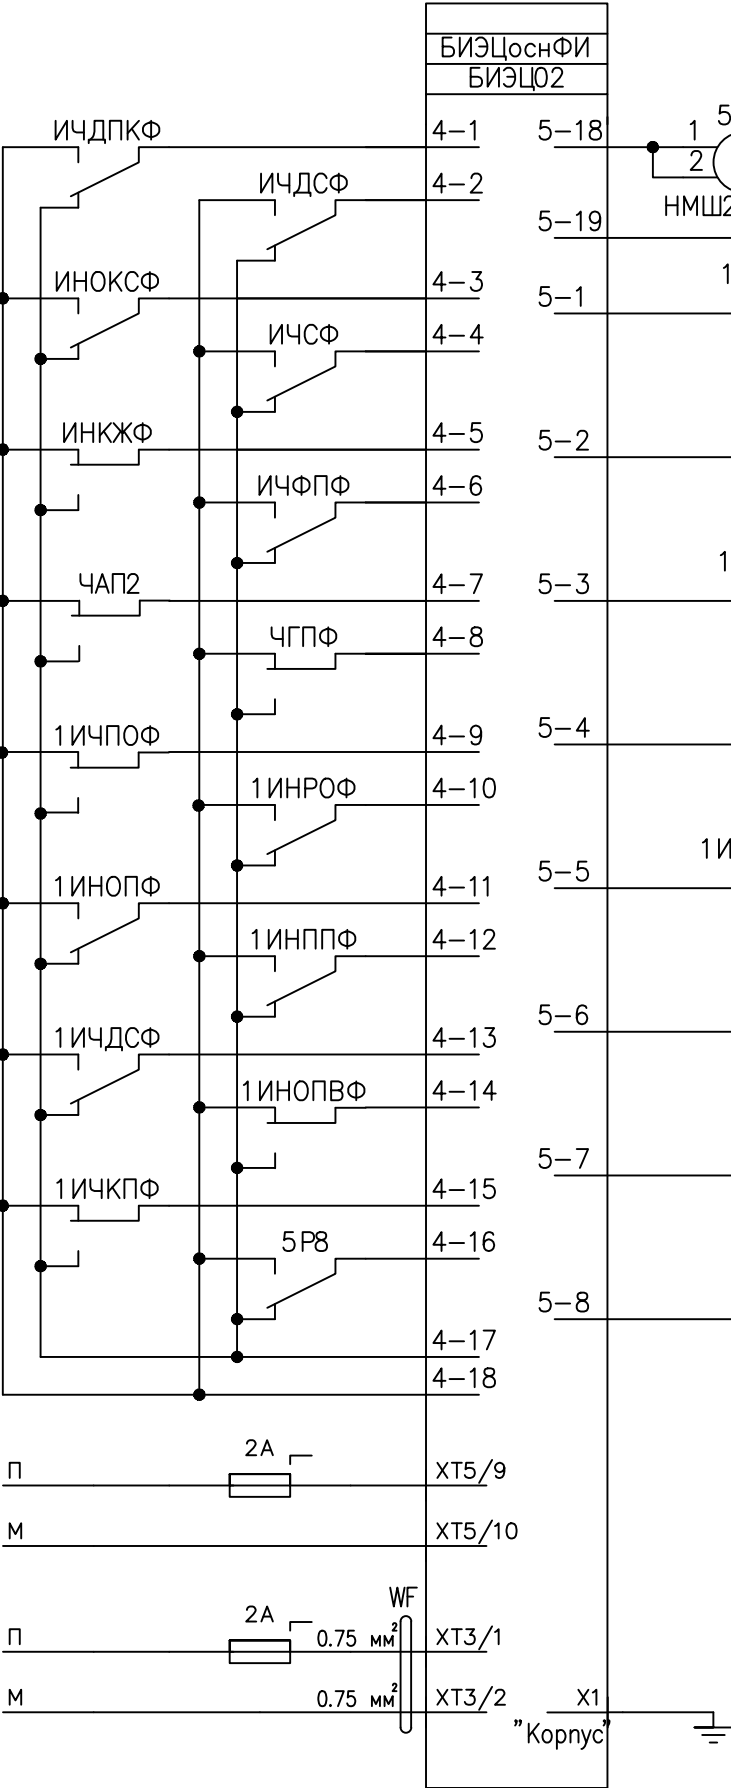 БИЭЦоснФИ
БИЭЦ02
ИЧДПКФ 4-1 5-18 1 5
2
ИЧДСФ 4-2
НМШ2
5-19
ИНОКСФ 4-3 5-1 1
ИЧСФ 4-4
ИНКЖФ 4-5 5-2
ИЧФПФ 4-6
ЧАП2 4-7 5-3 1
ЧГПФ 4-8
1ИЧПОФ 4-9 5-4
1ИНРОФ 4-10
1ИНОПФ 4-11 5-5 1И
1ИНППФ 4-12
5-6
1ИЧДСФ 4-13
1ИНОПВФ 4-14
5-7
1ИЧКПФ 4-15
5Р8 4-16
5-8
4-17
4-18
П 2А ХТ5/9
М ХТ5/10
WF
П 2А 0.75 мм² ХТ3/1
М 0.75 мм² ХТ3/2 Х1
"Корпус"